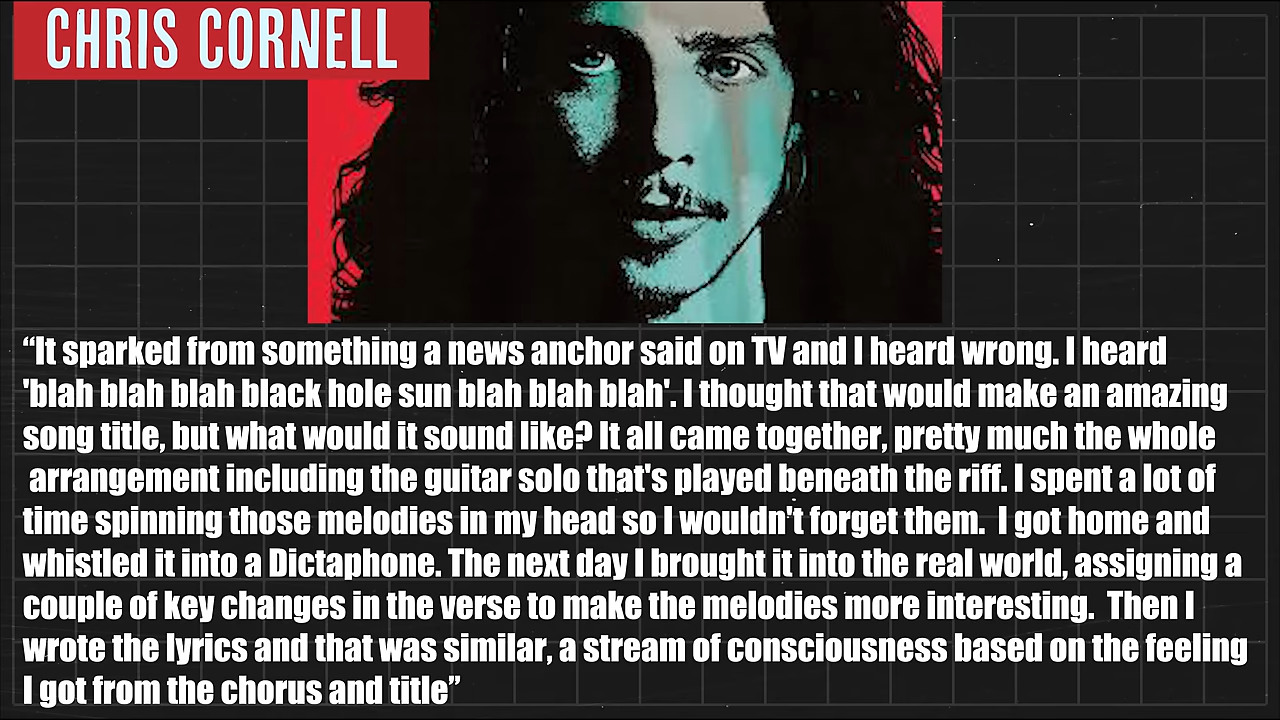 CHRIS CORNELL
“It sparked from something a news anchor said on TV and I heard wrong. I heard
'blah blah blah black hole sun blah blah blah'. I thought that would make an amazing
song title, but what would it sound like? It all came together, pretty much the whole
arrangement including the guitar solo that's played beneath the riff. I spent a lot of
time spinning those melodies in my head so I wouldn't forget them.  I got home and
whistled it into a Dictaphone. The next day I brought it into the real world, assigning a
couple of key changes in the verse to make the melodies more interesting.  Then I
wrote the lyrics and that was similar, a stream of consciousness based on the feeling
I got from the chorus and title”